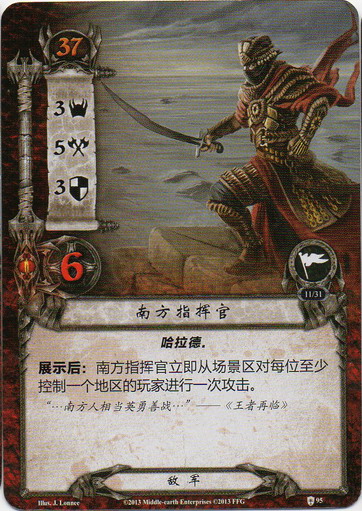 37
3
5
3
6
11/31
南方指挥官
哈拉德.
展示后：南方指挥官立即从场景区对每位至少
控制一个地区的玩家进行一次攻击。
“…南方人相当英勇善战…” ——《王者再临》
敌军
Illus. J. Lonnee
©2013 Middle-earth Enterprises ©2013 FFG
95